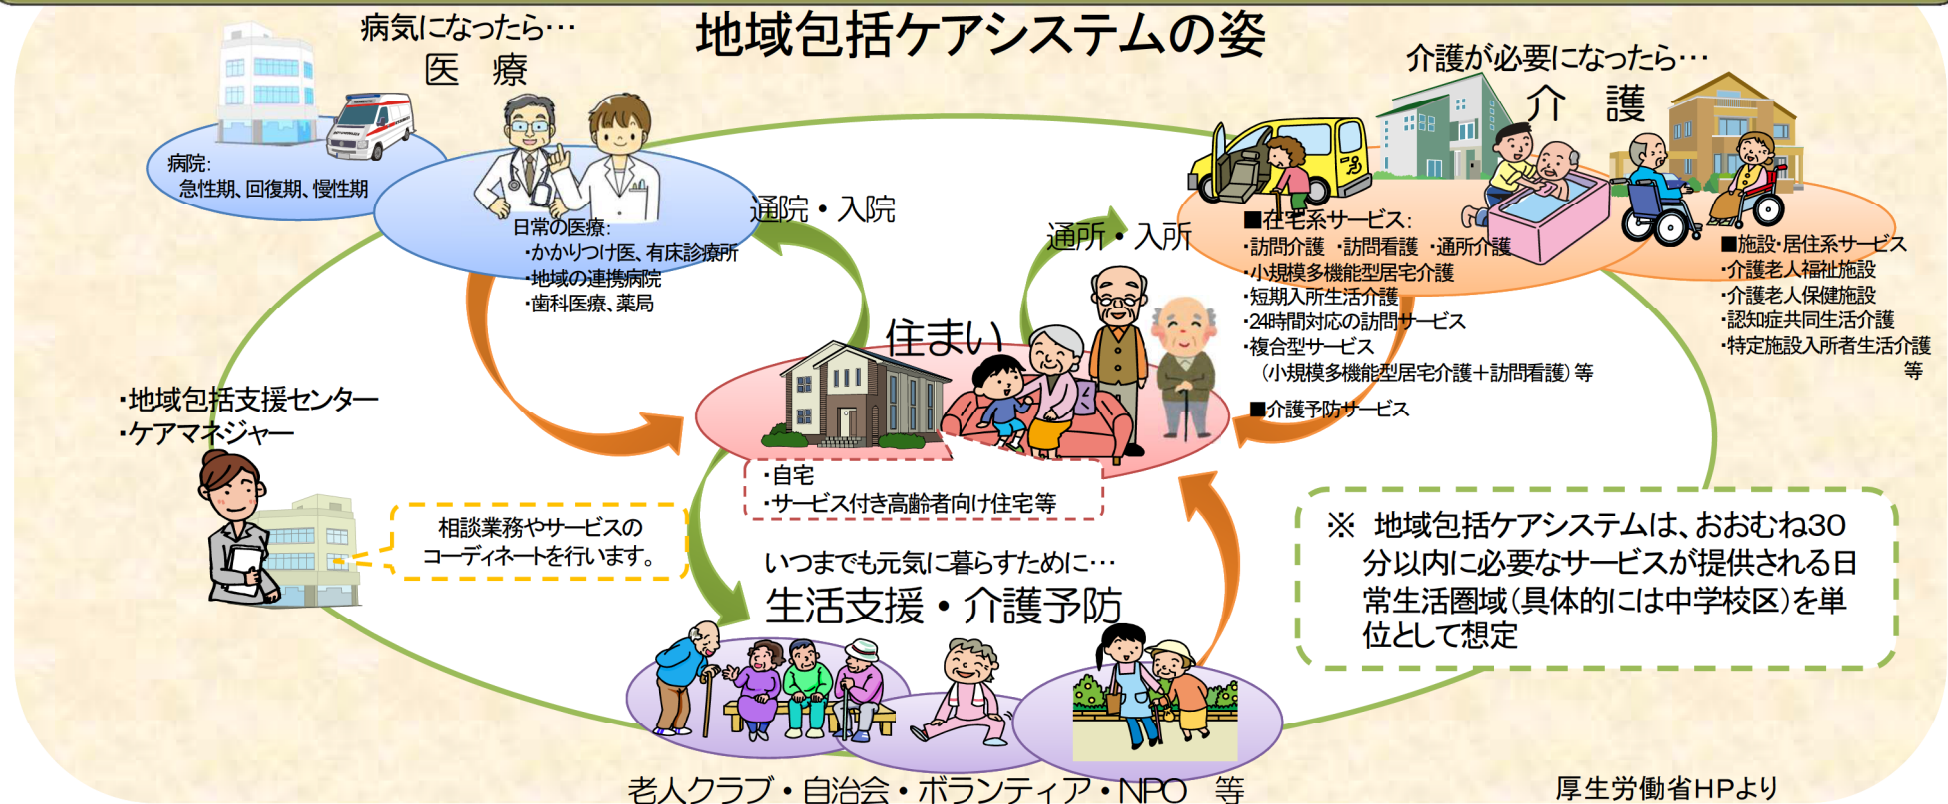 地域包括ケアシステムの姿
病気になったら…
医 療
病院:
急性期、回復期、慢性期
日常の医療:
・かかりつけ医、有床診療所
・地域の連携病院
・歯科医療、薬局
通院・入院
通所・入所
介護が必要になったら…
介 護
■在宅系サービス:
・訪問介護 ・訪問看護 ・通所介護
・小規模多機能型居宅介護
・短期入所生活介護
・24時間対応の訪問サービス
・複合型サービス
(小規模多機能型居宅介護+訪問看護)等
■介護予防サービス
■施設・居住系サービス
・介護老人福祉施設
・介護老人保健施設
・認知症共同生活介護
・特定施設入所者生活介護
等
住まい
・自宅
・サービス付き高齢者向け住宅等
・地域包括支援センター
・ケアマネジャー
相談業務やサービスの
コーディネートを行います。
いつまでも元気に暮らすために…
生活支援・介護予防
老人クラブ・自治会・ボランティア・NPO 等
※ 地域包括ケアシステムは、おおむね30
分以内に必要なサービスが提供される日
常生活圏域(具体的には中学校区)を単
位として想定
厚生労働省HPより